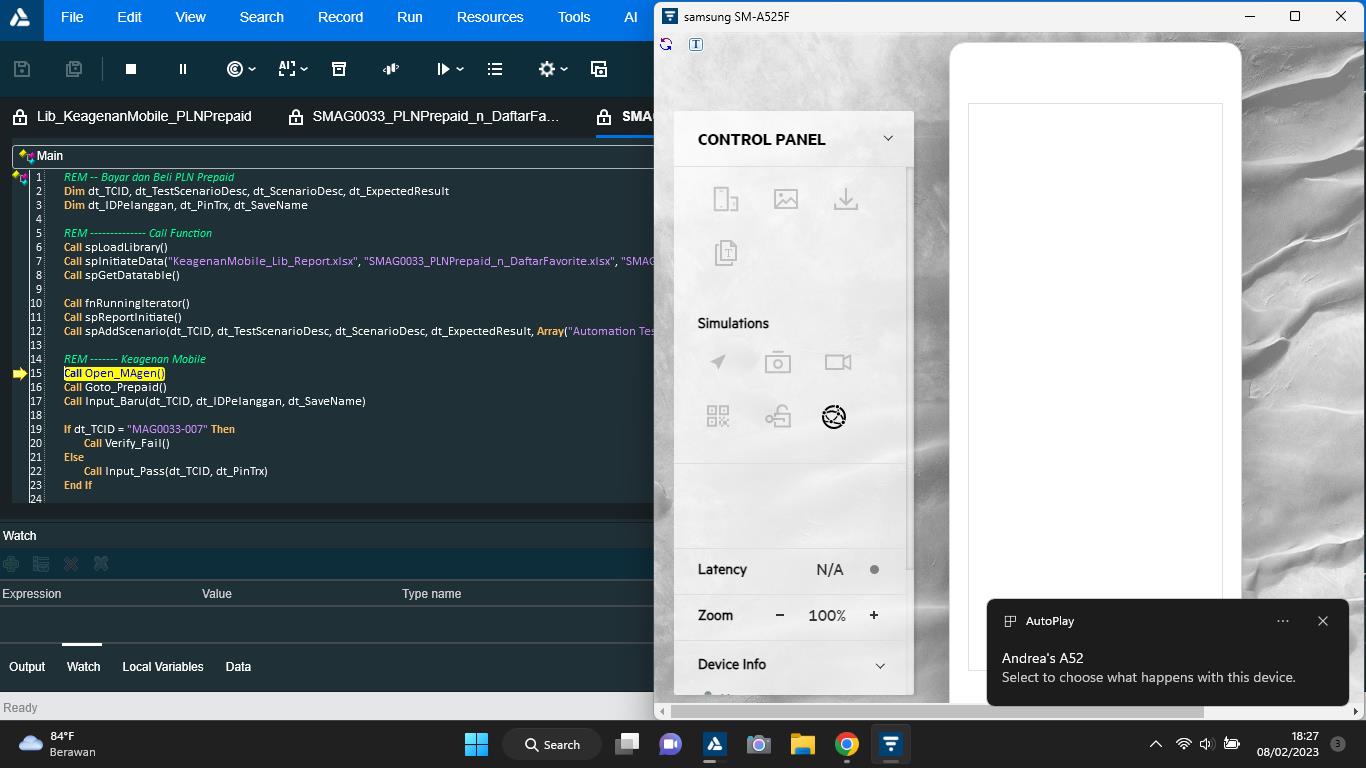 File Edit View Search Record Run Resources Tools AI
samsung SM-A525F
T
AI
Lib_KeagenanMobile_PLNPrepaid SMAG0033_PLNPrepaid_n_DaftarFa... SMA
Main
1 REM -- Bayar dan Beli PLN Prepaid
2 Dim dt_TCID, dt_TestScenarioDesc, dt_ScenarioDesc, dt_ExpectedResult
3 Dim dt_IDPelanggan, dt_PinTrx, dt_SaveName
4
5 REM -------------- Call Function
6 Call spLoadLibrary()
7 Call spInitiateData("KeagenanMobile_Lib_Report.xlsx", "SMAG0033_PLNPrepaid_n_DaftarFavorite.xlsx", "SMAG
8 Call spGetDatatable()
9
10 Call fnRunningIterator()
11 Call spReportInitiate()
12 Call spAddScenario(dt_TCID, dt_TestScenarioDesc, dt_ScenarioDesc, dt_ExpectedResult, Array("Automation Tes
13
14 REM ------- Keagenan Mobile
15 Call Open_MAgen()
16 Call Goto_Prepaid()
17 Call Input_Baru(dt_TCID, dt_IDPelanggan, dt_SaveName)
18
19 If dt_TCID = "MAG0033-007" Then
20 Call Verify_Fail()
21 Else
22 Call Input_Pass(dt_TCID, dt_PinTrx)
23 End If
24
Watch
Expression Value Type name
Output Watch Local Variables Data
Ready
CONTROL PANEL
T
Simulations
Latency N/A
Zoom - 100% +
Device Info
AutoPlay
Andrea's A52
Select to choose what happens with this device.
84°F
Berawan
Search
18:27
08/02/2023
3